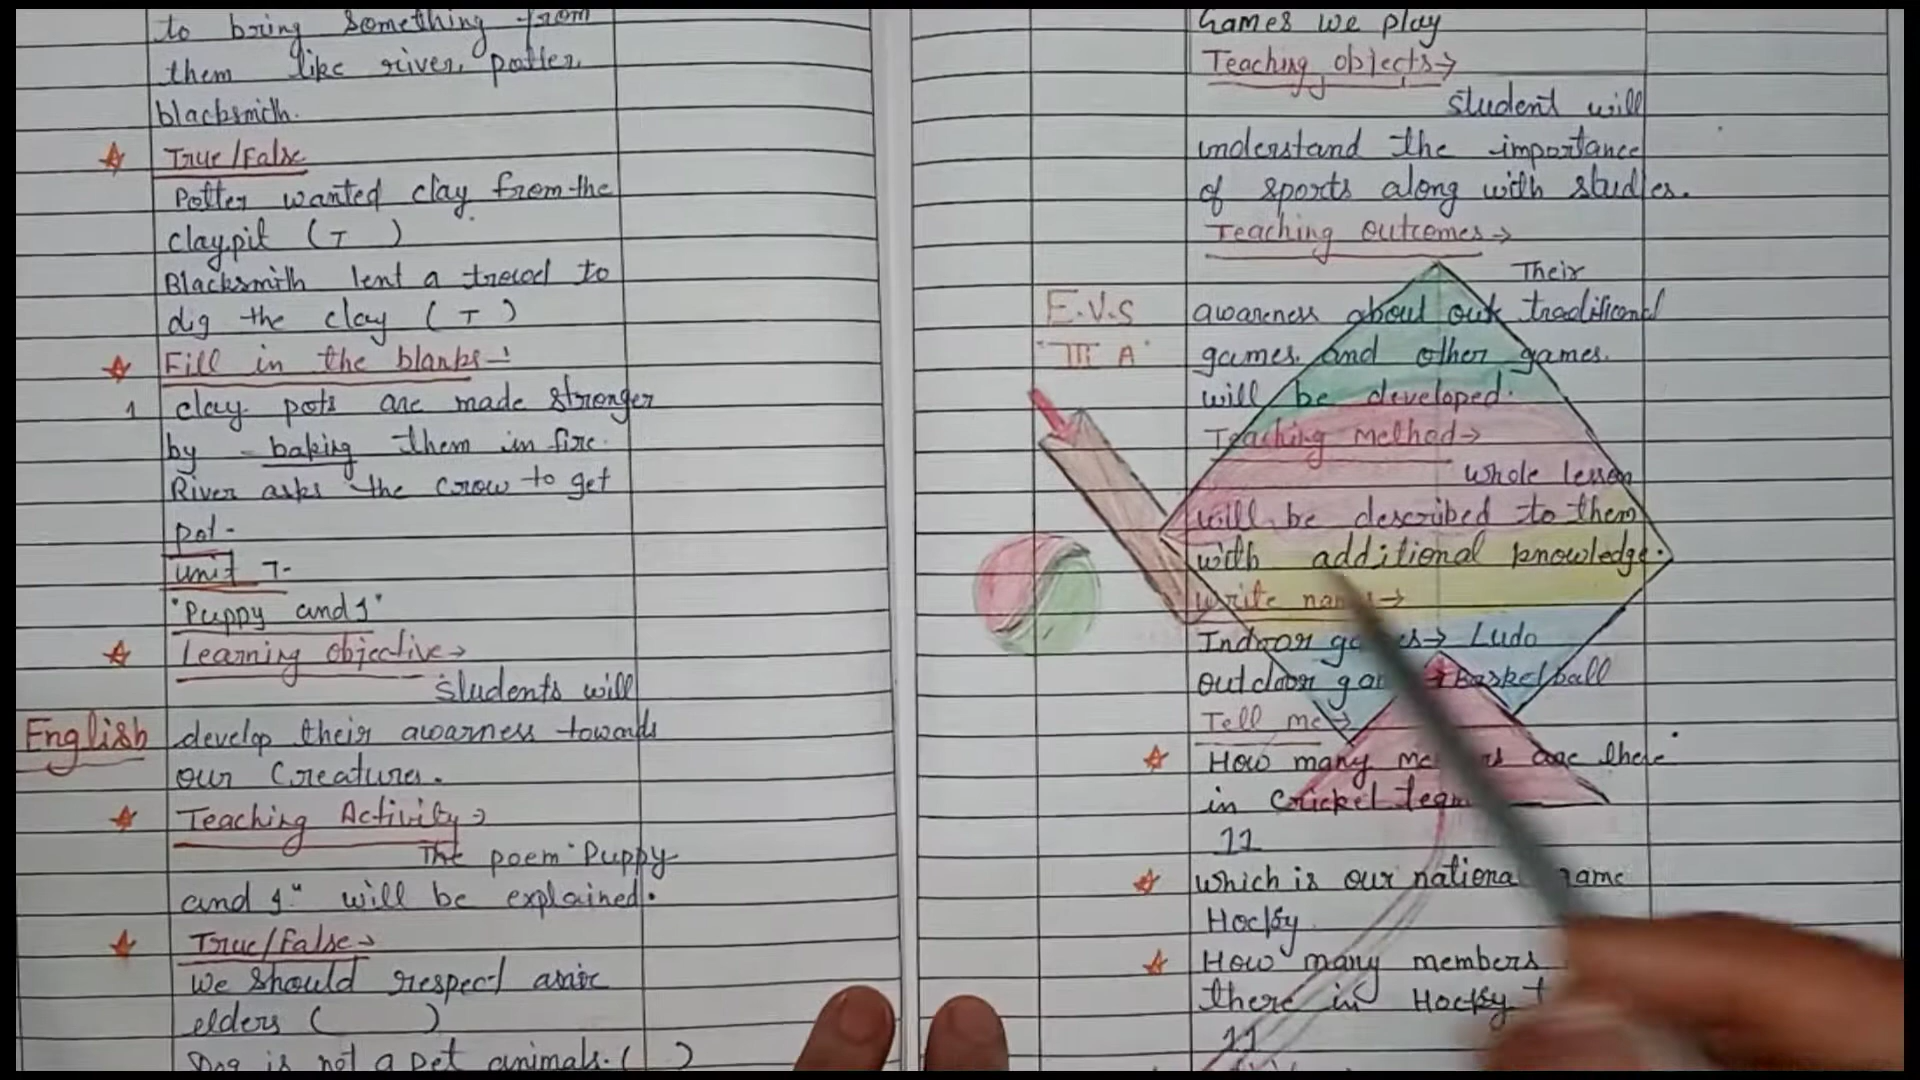 to bring something from
them like river, potter,
blacksmith.
True/False
Potter wanted clay from the
claypit (T )
Blacksmith lent a trowel to
dig the clay (T )
Fill in the blanks-:
1 clay pots are made stronger
by - baking them in fire.
River asks the crow to get
pot-
unit 7-
"Puppy and I"
Learning Objective→
students will
English
develop their awarness towards
our Creatures.
Teaching Activity→
The poem "Puppy
and I" will be explained.
True/False→
we should respect
elders ( )
Dog is not a pet animals. ( )
Games we play
Teaching objects→
student will
understand the importance
of sports along with studies.
Teaching outcomes→
Their
E.V.S
"III A"
awareness about our traditional
games. and other games.
will be developed.
Teaching method→
whole lesson
will be described to them
with additional knowledge.
write →
Indoor → Ludo
outdoor → Basketball
Tell me→
How many are there
in cricket
11
which is our national
Hockey
How many members
there in Hockey
11